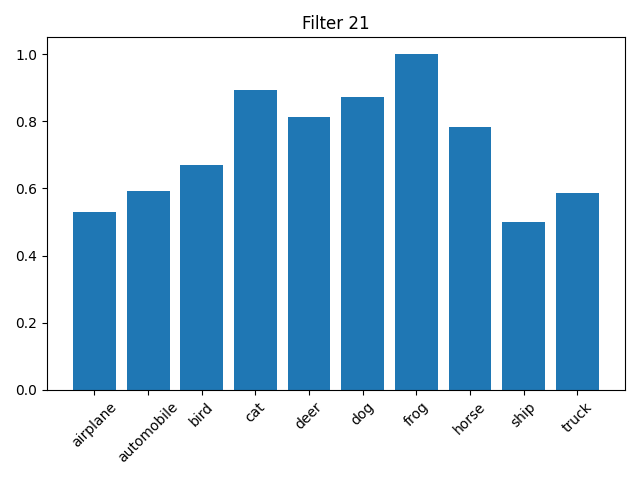 Filter 21
1.0
0.8
0.6
0.4
0.2
0.0
airplane
automobile
bird
cat
deer
dog
frog
horse
ship
truck